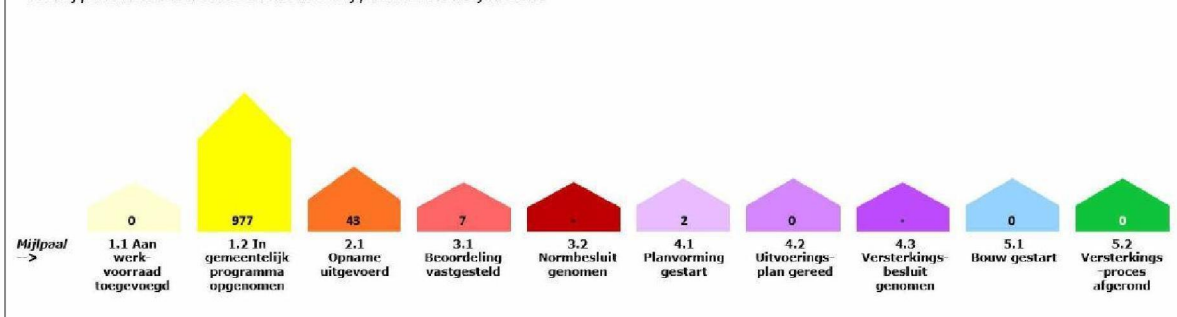 0
977
43
7
-
2
0
-
0
0
Mijlpaal
-->
1.1 Aan
werk-
voorraad
toegevoegd
1.2 In
gemeentelijk
programma
opgenomen
2.1
Opname
uitgevoerd
3.1
Beoordeling
vastgesteld
3.2
Normbesluit
genomen
4.1
Planvorming
gestart
4.2
Uitvoerings-
plan gereed
4.3
Versterkings-
besluit
genomen
5.1
Bouw gestart
5.2
Versterkings
-proces
afgerond